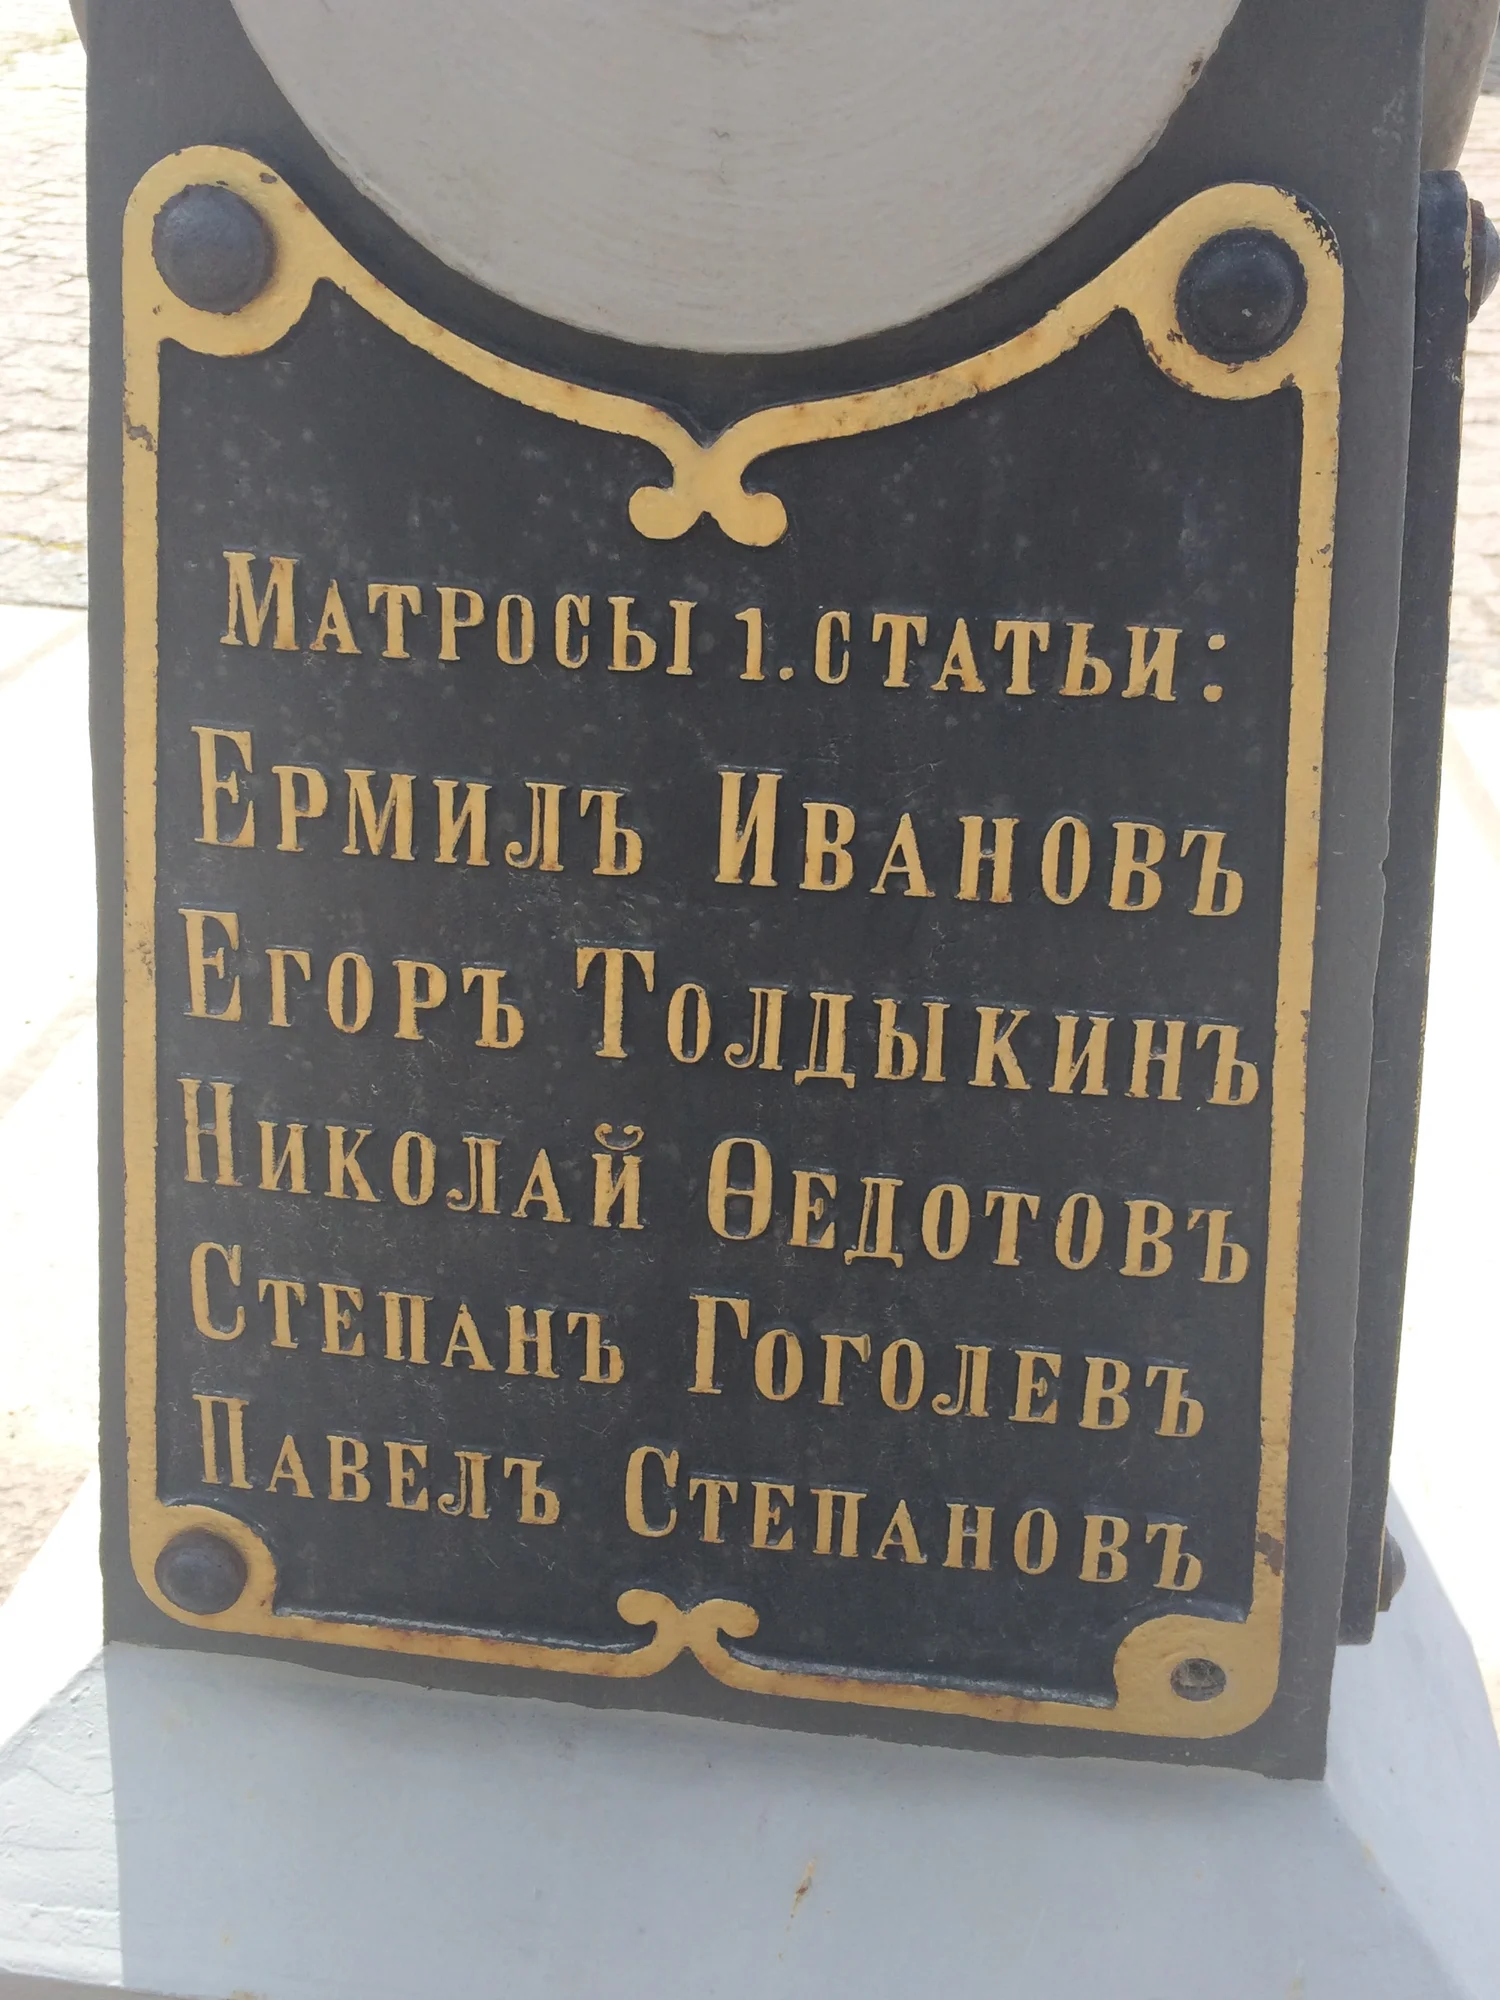 Матросы 1. статьи:
Ермилъ Ивановъ
Егоръ Толдыкинъ
Николай Ѳедотовъ
Степанъ Гоголевъ
Павелъ Степановъ